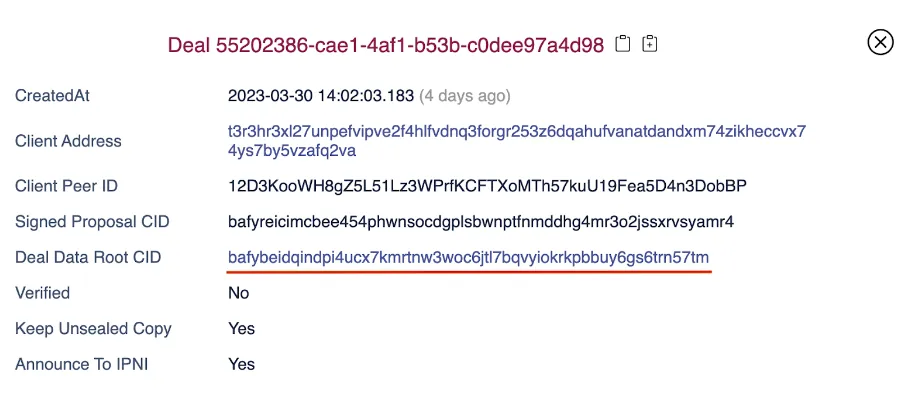 Deal 55202386-cae1-4af1-b53b-c0dee97a4d98
CreatedAt 2023-03-30 14:02:03.183 (4 days ago)
Client Address t3r3hr3xl27unpefvipve2f4hlfvdnq3forgr253z6dqahufvanatdandxm74zikheccvx7
4ys7by5vzafq2va
Client Peer ID 12D3KooWH8gZ5L51Lz3WPrfKCFTXoMTh57kuU19Fea5D4n3DobBP
Signed Proposal CID bafyreicimcbee454phwnsocdgplsbwnptfnmddhg4mr3o2jssxrvsyamr4
Deal Data Root CID bafybeidqindpi4ucx7kmrtnw3woc6jtl7bqvyiokrkpbbuy6gs6trn57tm
Verified No
Keep Unsealed Copy Yes
Announce To IPNI Yes